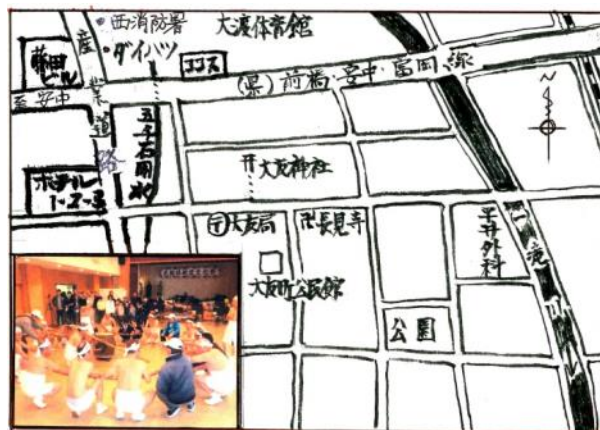 西消防署
大渡体育館
・ダイハツ
ココス
藤田ビル
産業道路
至安中
(県)前橋・安中・富岡線
五千石用水
N
ホテル
1-2-3
大友神社
〒大友局
卍長見寺
平井外科
大友町公民館
公園